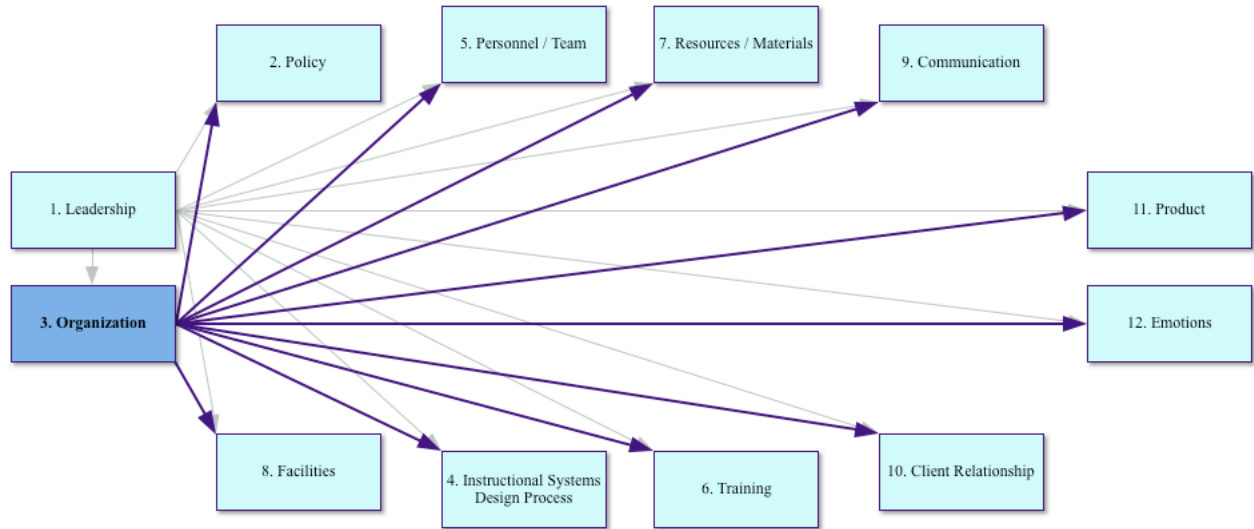 2. Policy
5. Personnel / Team
7. Resources / Materials
9. Communication
1. Leadership
11. Product
3. Organization
12. Emotions
8. Facilities
4. Instructional Systems
Design Process
6. Training
10. Client Relationship